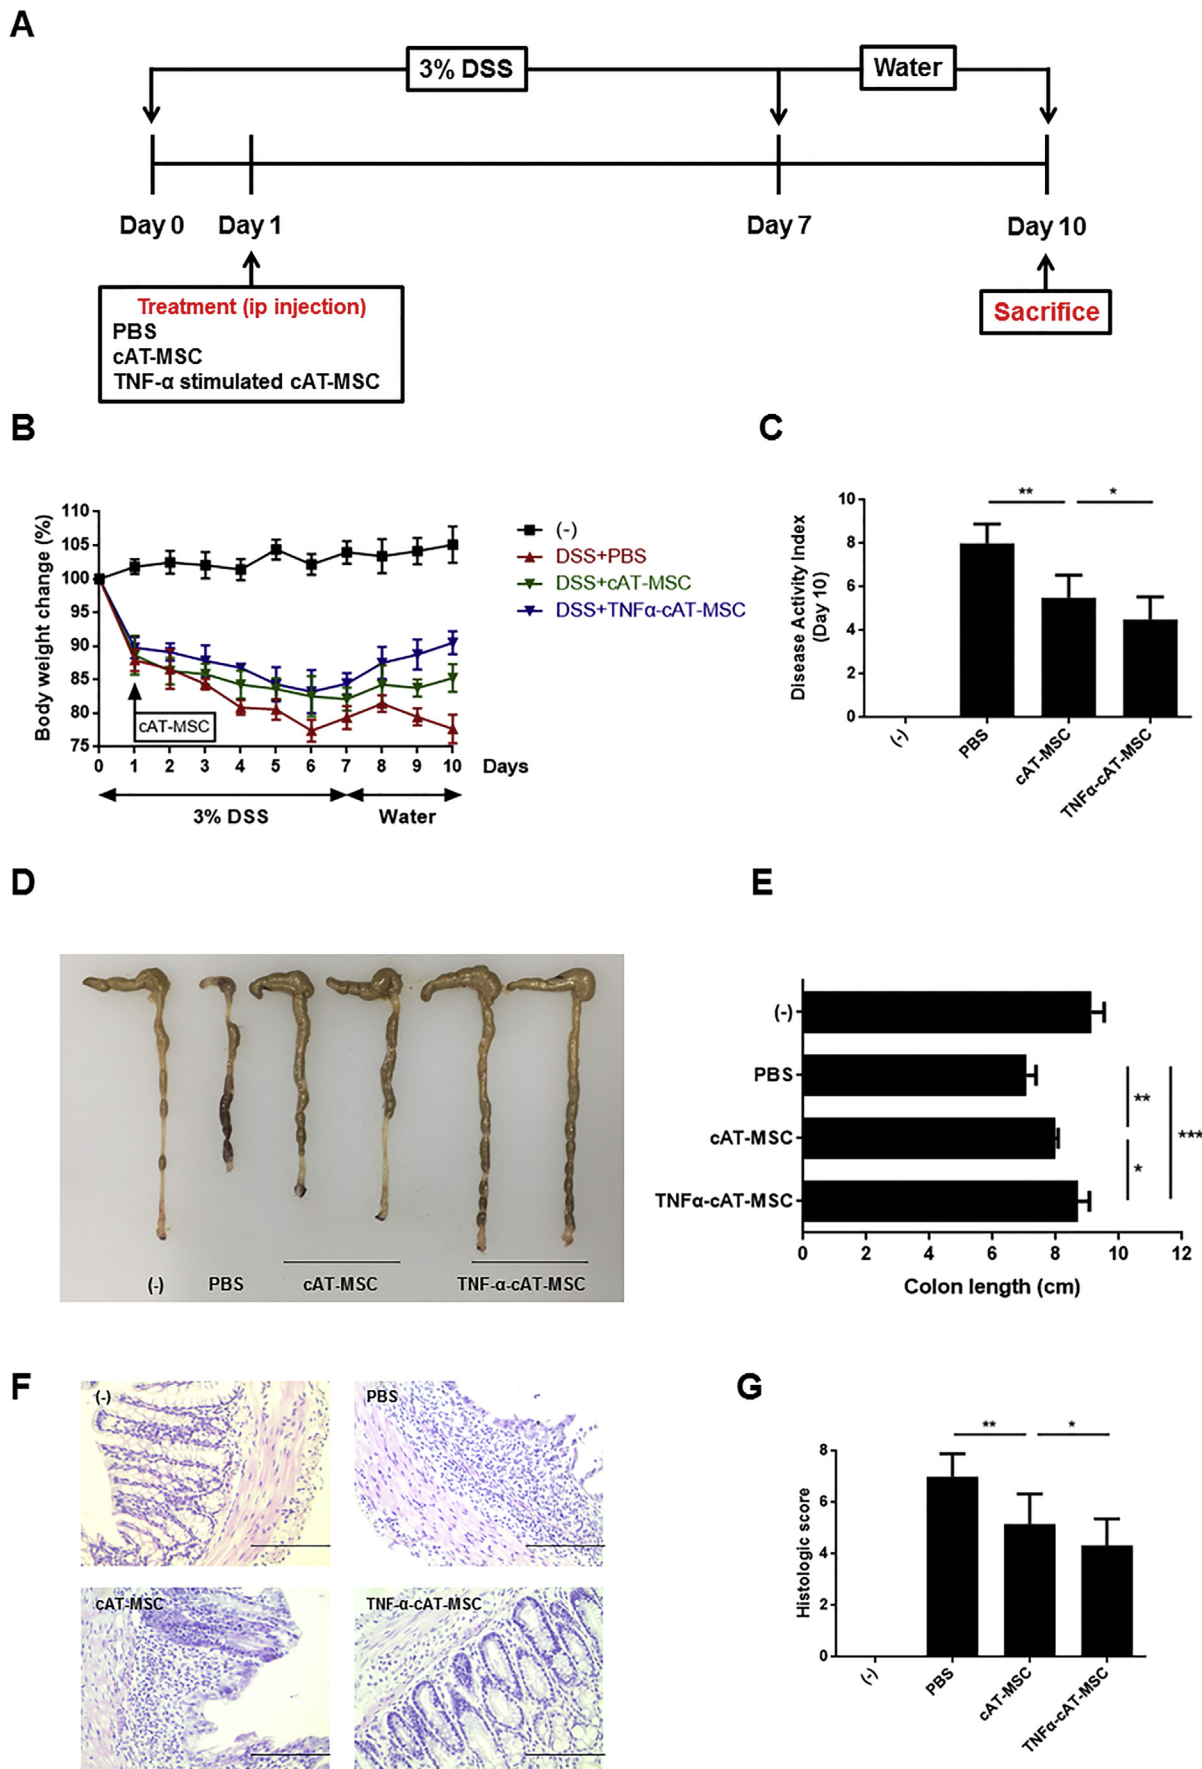 A
3% DSS
Water
Day 0
Day 1
Day 7
Day 10
Treatment (ip injection)
PBS
cAT-MSC
TNF-α stimulated cAT-MSC
Sacrifice
B
Body weight change (%)
110
105
100
95
90
85
80
75
0 1 2 3 4 5 6 7 8 9 10 Days
cAT-MSC
3% DSS
Water
(-)
DSS+PBS
DSS+cAT-MSC
DSS+TNFα-cAT-MSC
C
Disease Activity Index
(Day 10)
10
8
6
4
2
0
** *
(-)
PBS
cAT-MSC
TNFα-cAT-MSC
D
(-)
PBS
cAT-MSC
TNF-α-cAT-MSC
E
(-)
PBS
cAT-MSC
TNFα-cAT-MSC
**
*
***
0 2 4 6 8 10 12
Colon length (cm)
F
(-)
PBS
cAT-MSC
TNF-α-cAT-MSC
G
Histologic score
8
6
4
2
0
** *
(-)
PBS
cAT-MSC
TNFα-cAT-MSC